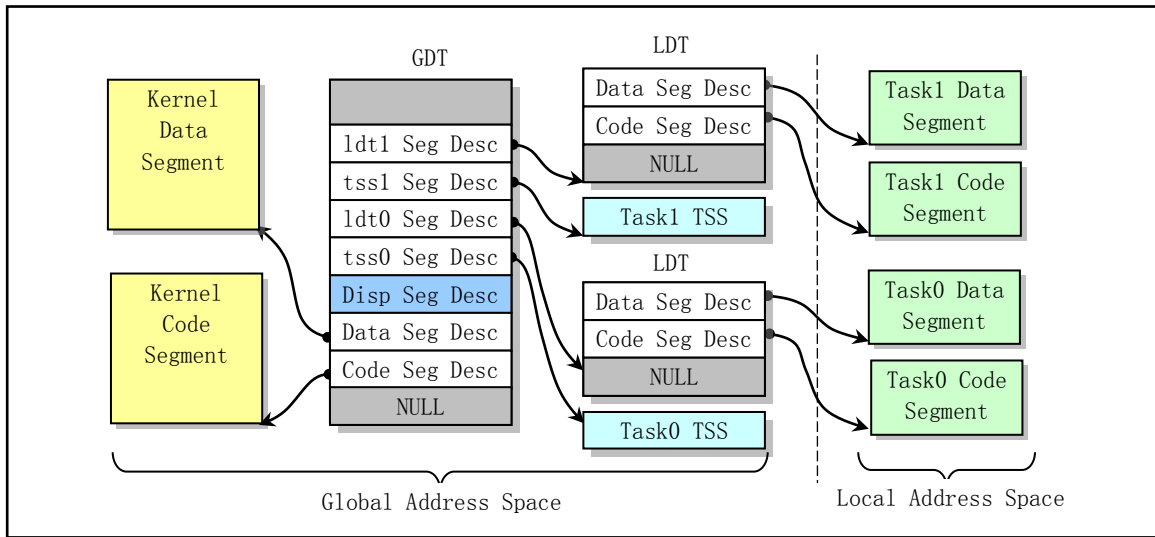 Kernel
Data
Segment
Kernel
Code
Segment
GDT
ldt1 Seg Desc
tss1 Seg Desc
ldt0 Seg Desc
tss0 Seg Desc
Disp Seg Desc
Data Seg Desc
Code Seg Desc
NULL
LDT
Data Seg Desc
Code Seg Desc
NULL
Task1 TSS
LDT
Data Seg Desc
Code Seg Desc
NULL
Task0 TSS
Task1 Data
Segment
Task1 Code
Segment
Task0 Data
Segment
Task0 Code
Segment
Global Address Space
Local Address Space